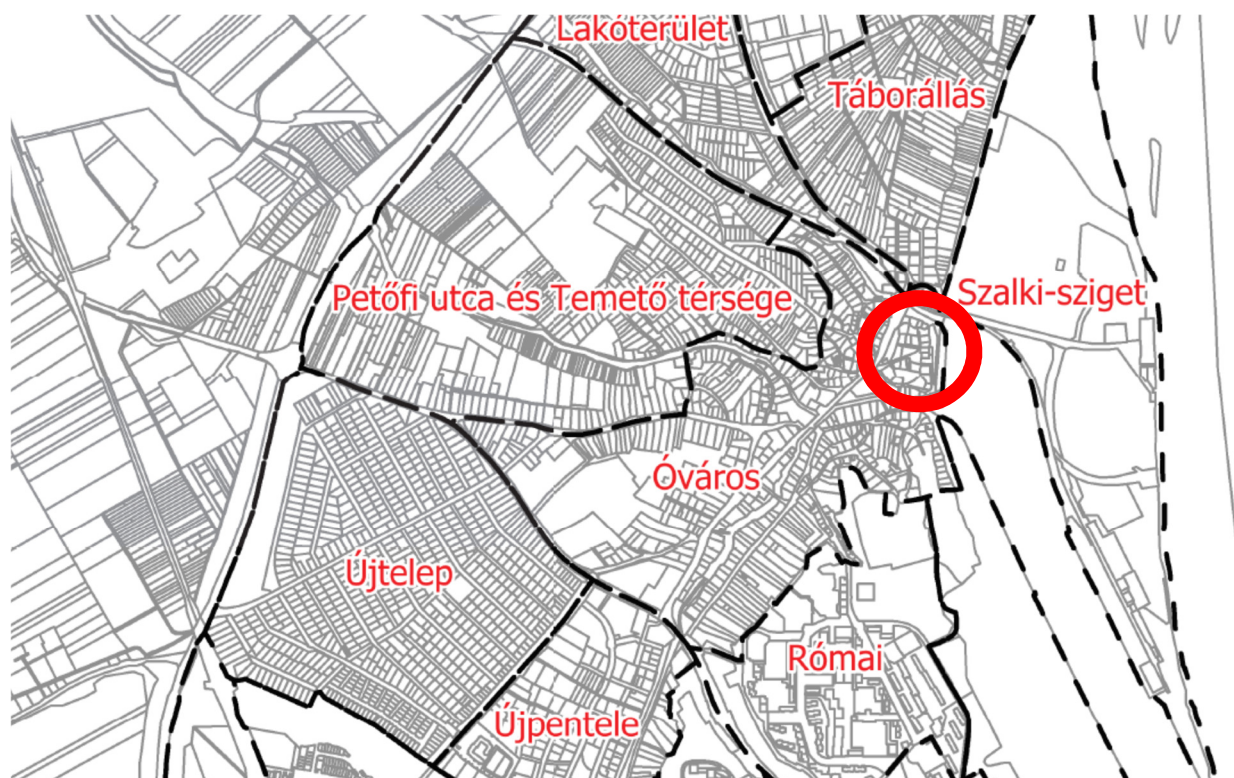 Lakóterület
Táborállás
Petőfi utca és Temető térsége
Szalki-sziget
Óváros
Újtelep
Római
Újpentele